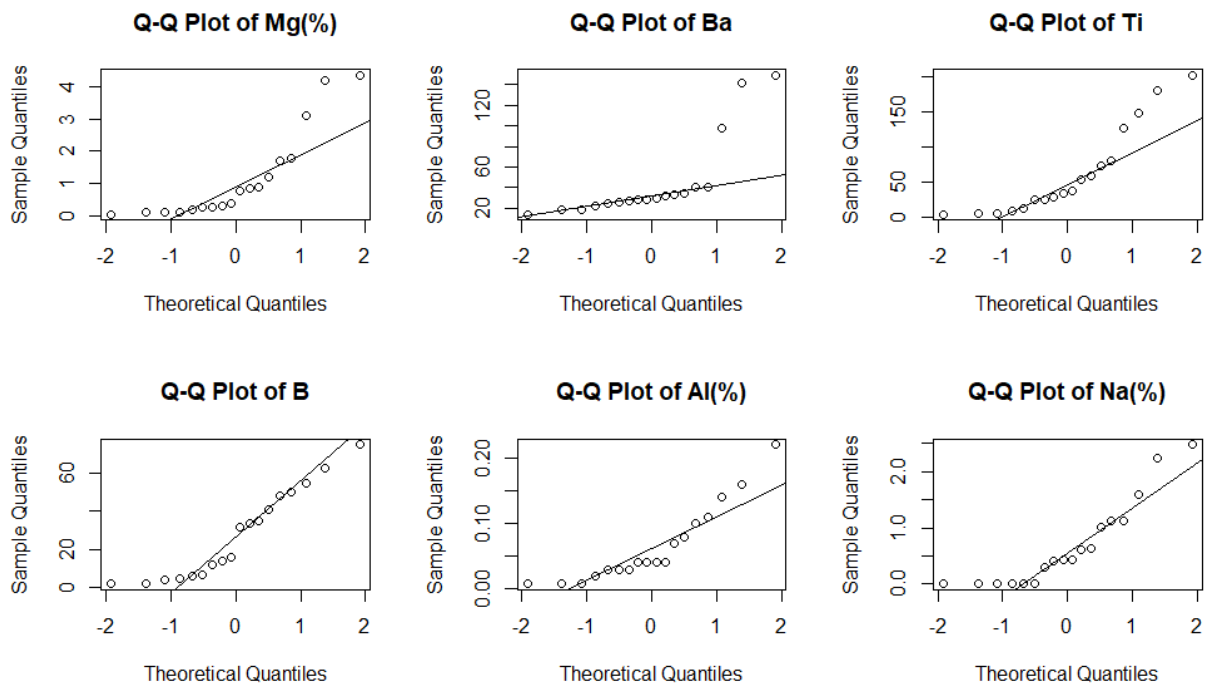 Q-Q Plot of Mg(%)
Sample Quantiles
4
3
2
1
0
-2 -1 0 1 2
Theoretical Quantiles
Q-Q Plot of Ba
Sample Quantiles
120
60
20
-2 -1 0 1 2
Theoretical Quantiles
Q-Q Plot of Ti
Sample Quantiles
150
50
0
-2 -1 0 1 2
Theoretical Quantiles
Q-Q Plot of B
Sample Quantiles
60
20
0
-2 -1 0 1 2
Theoretical Quantiles
Q-Q Plot of Al(%)
Sample Quantiles
0.20
0.10
0.00
-2 -1 0 1 2
Theoretical Quantiles
Q-Q Plot of Na(%)
Sample Quantiles
2.0
1.0
0.0
-2 -1 0 1 2
Theoretical Quantiles